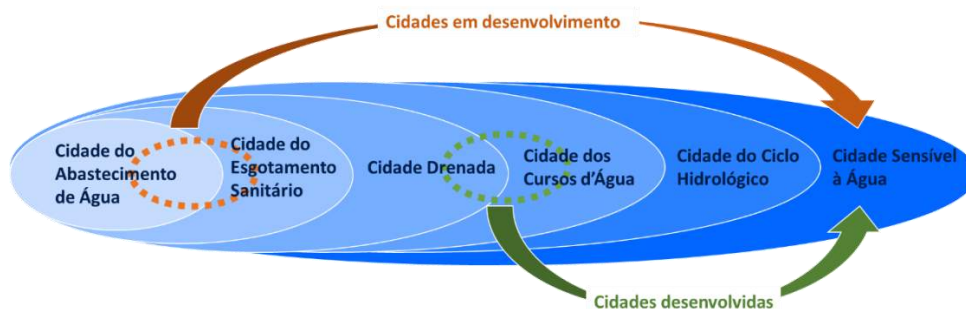 Cidades em desenvolvimento
Cidade do
Abastecimento
de Água
Cidade do
Esgotamento
Sanitário
Cidade Drenada
Cidade dos
Cursos d'Água
Cidade do Ciclo
Hidrológico
Cidade Sensível
à Água
Cidades desenvolvidas